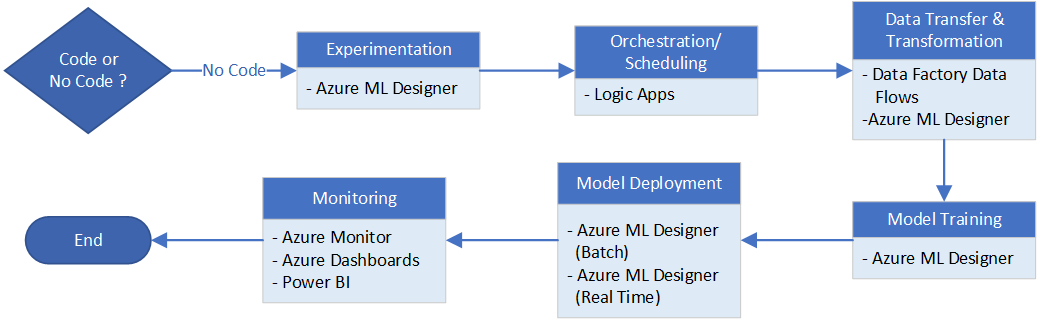 Code or
No Code ?
No Code
Experimentation
- Azure ML Designer
Orchestration/
Scheduling
- Logic Apps
Data Transfer &
Transformation
- Data Factory Data
Flows
-Azure ML Designer
Model Training
- Azure ML Designer
Model Deployment
- Azure ML Designer
(Batch)
- Azure ML Designer
(Real Time)
Monitoring
- Azure Monitor
- Azure Dashboards
- Power BI
End